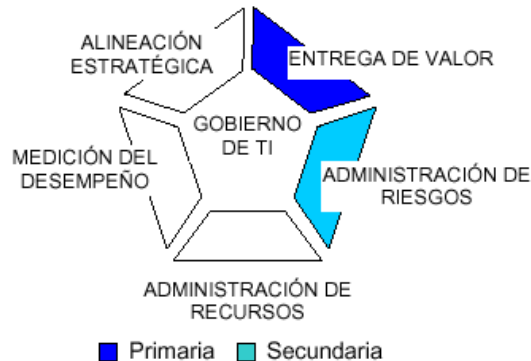 ALINEACIÓN
ESTRATÉGICA
ENTREGA DE VALOR
GOBIERNO
DE TI
MEDICIÓN DEL
DESEMPEÑO
ADMINISTRACIÓN DE
RIESGOS
ADMINISTRACIÓN DE
RECURSOS
Primaria
Secundaria